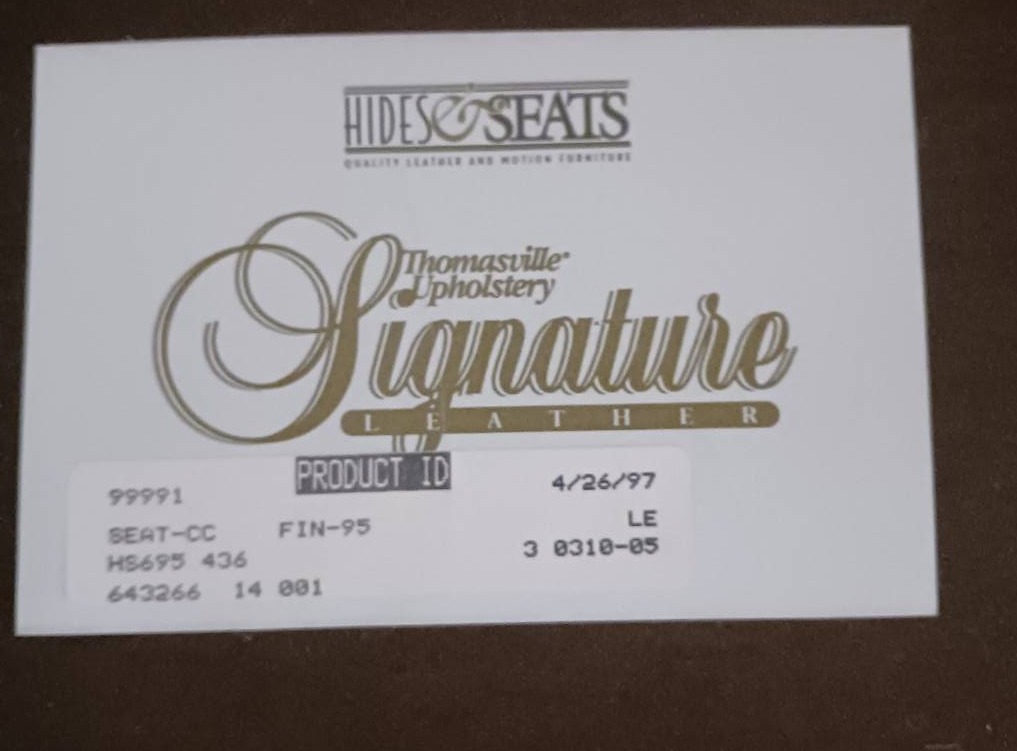 HIDES & SEATS
QUALITY LEATHER AND MOTION FURNITURE
Thomasville®
Upholstery
Signature
LEATHER
PRODUCT ID
99991 4/26/97
SEAT-CC FIN-95 LE
HS695 436 3 0310-05
643266 14 001